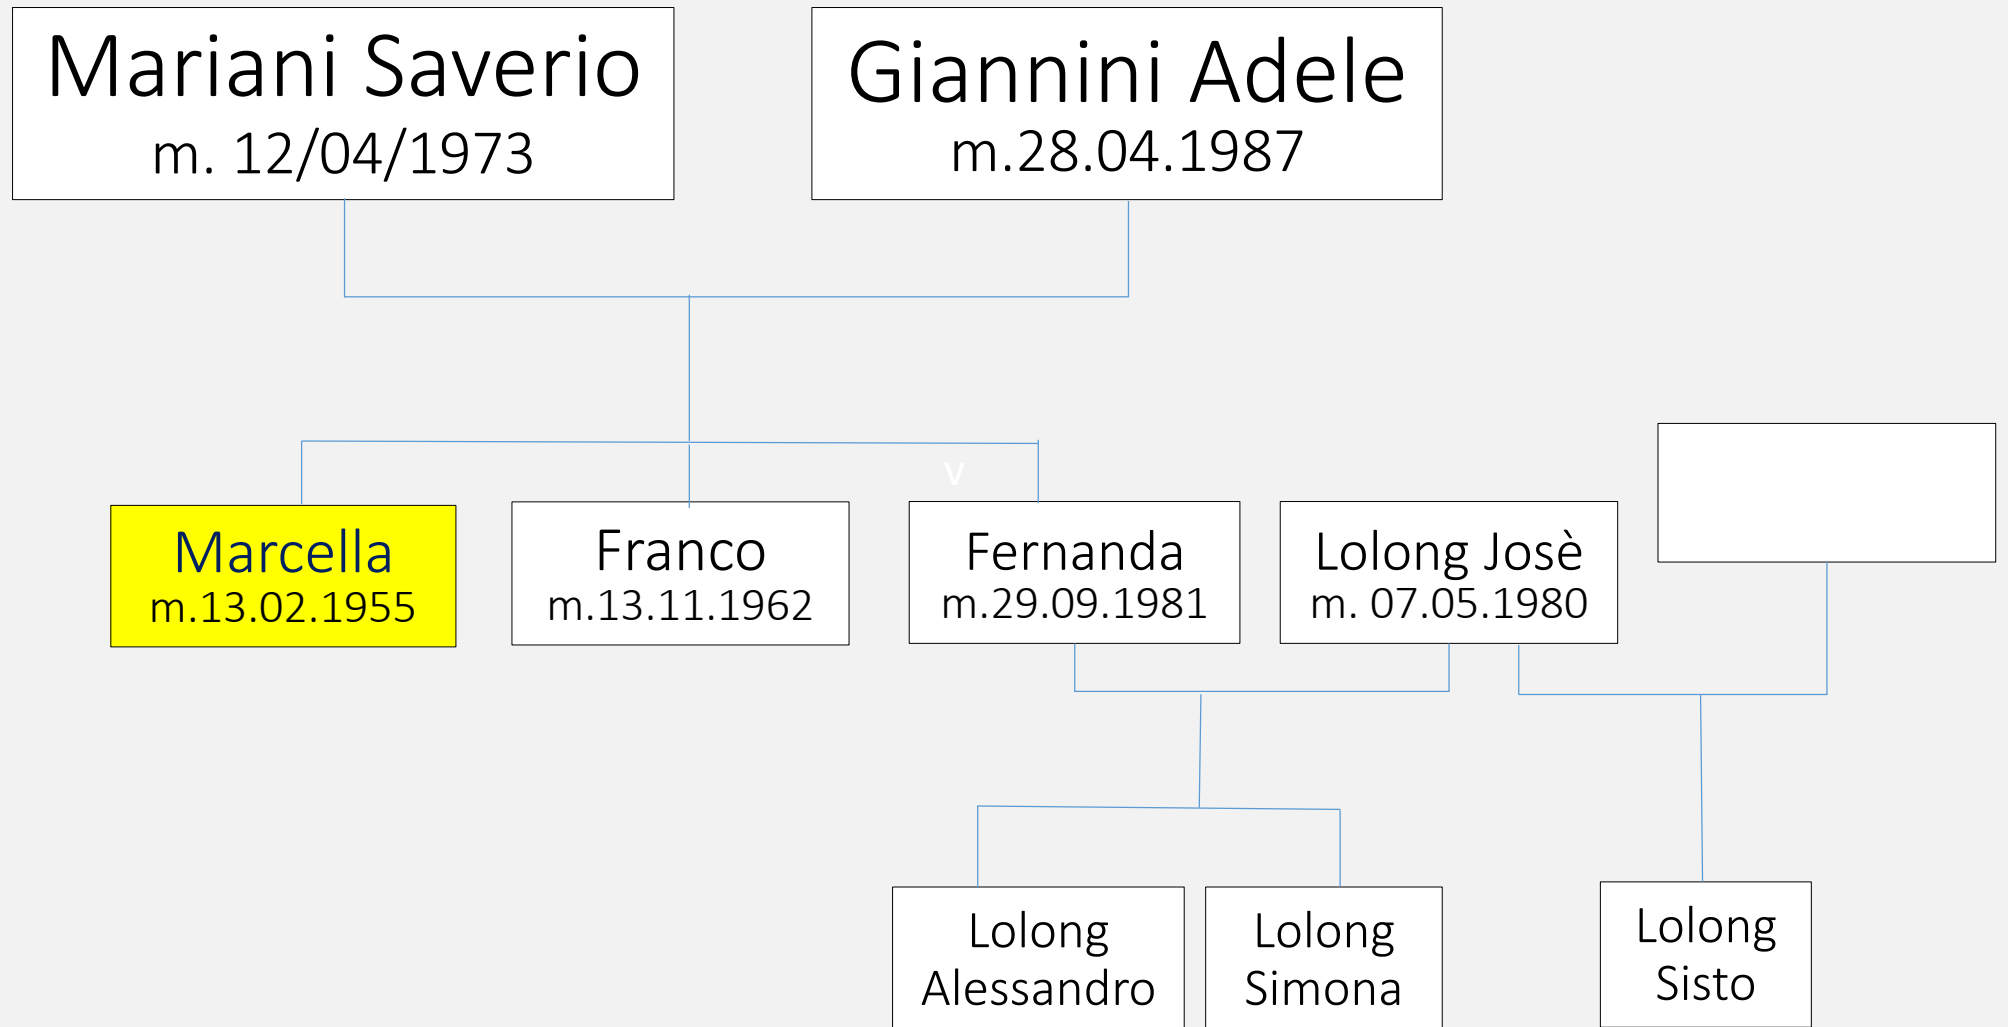 Mariani Saverio
m. 12/04/1973
Giannini Adele
m.28.04.1987
v
Marcella
m.13.02.1955
Franco
m.13.11.1962
Fernanda
m.29.09.1981
Lolong Josè
m. 07.05.1980
Lolong
Alessandro
Lolong
Simona
Lolong
Sisto